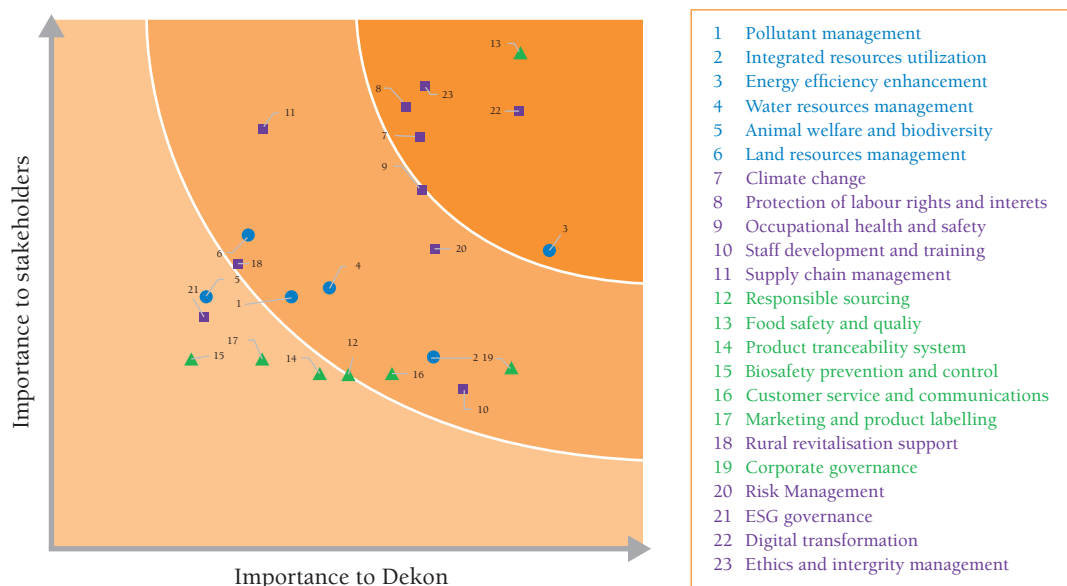 13
8
23
22
11
7
9
6
20
3
18
5
4
21
1
17
12
15
14
16
2
19
10
Importance to stakeholders
Importance to Dekon
1 Pollutant management
2 Integrated resources utilization
3 Energy efficiency enhancement
4 Water resources management
5 Animal welfare and biodiversity
6 Land resources management
7 Climate change
8 Protection of labour rights and interets
9 Occupational health and safety
10 Staff development and training
11 Supply chain management
12 Responsible sourcing
13 Food safety and qualiy
14 Product tranceability system
15 Biosafety prevention and control
16 Customer service and communications
17 Marketing and product labelling
18 Rural revitalisation support
19 Corporate governance
20 Risk Management
21 ESG governance
22 Digital transformation
23 Ethics and intergrity management